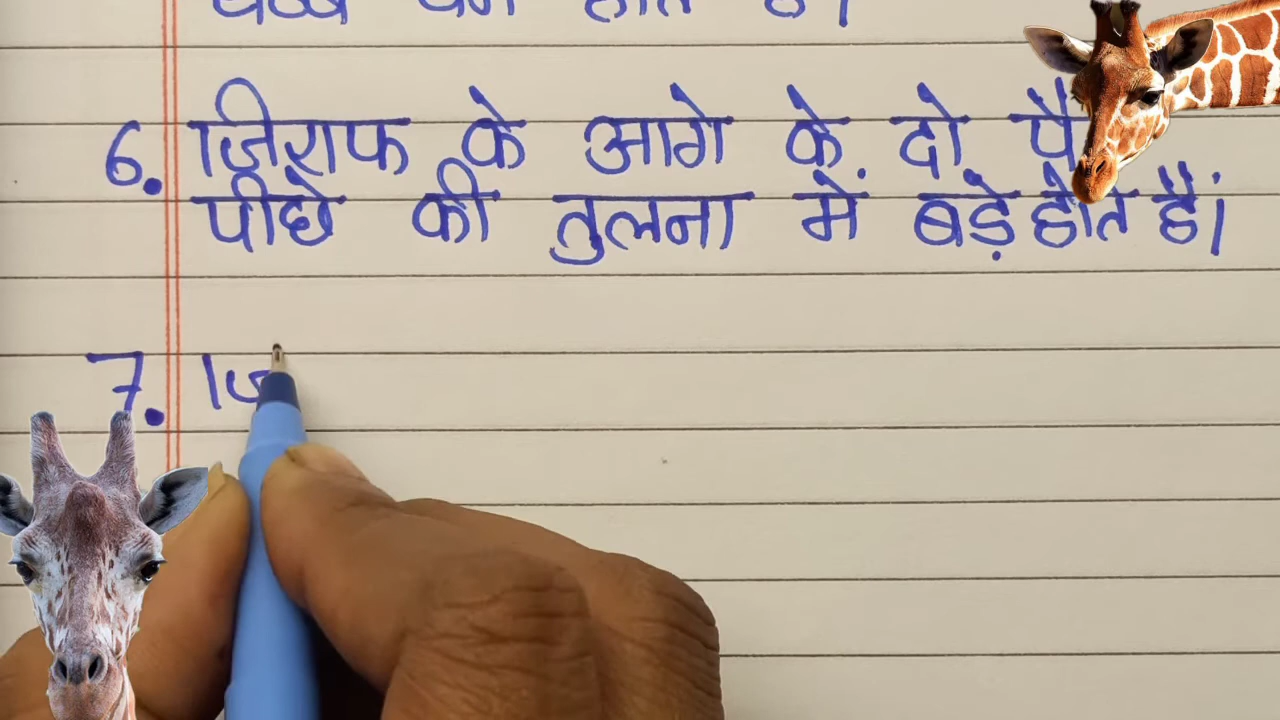 होते है।
6. जिराफ के आगे के दो
पीछे की तुलना में बड़े होते हैं।
7.